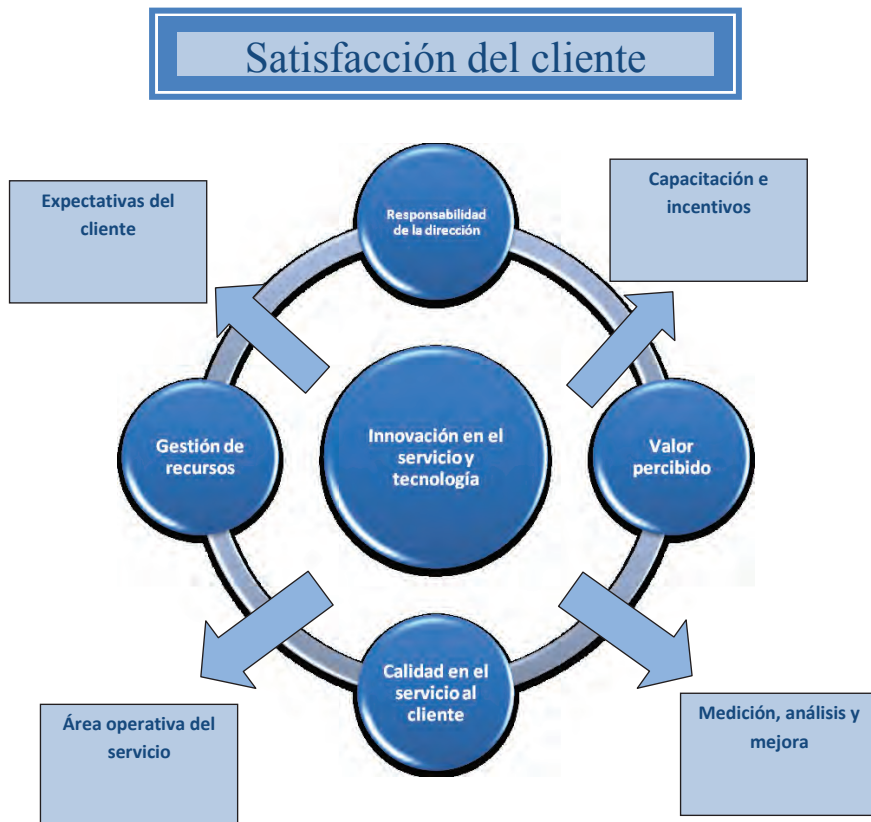 Satisfacción del cliente
Expectativas del
cliente
Responsabilidad
de la dirección
Capacitación e
incentivos
Gestión de
recursos
Innovación en el
servicio y
tecnología
Valor
percibido
Calidad en el
servicio al
cliente
Área operativa del
servicio
Medición, análisis y
mejora